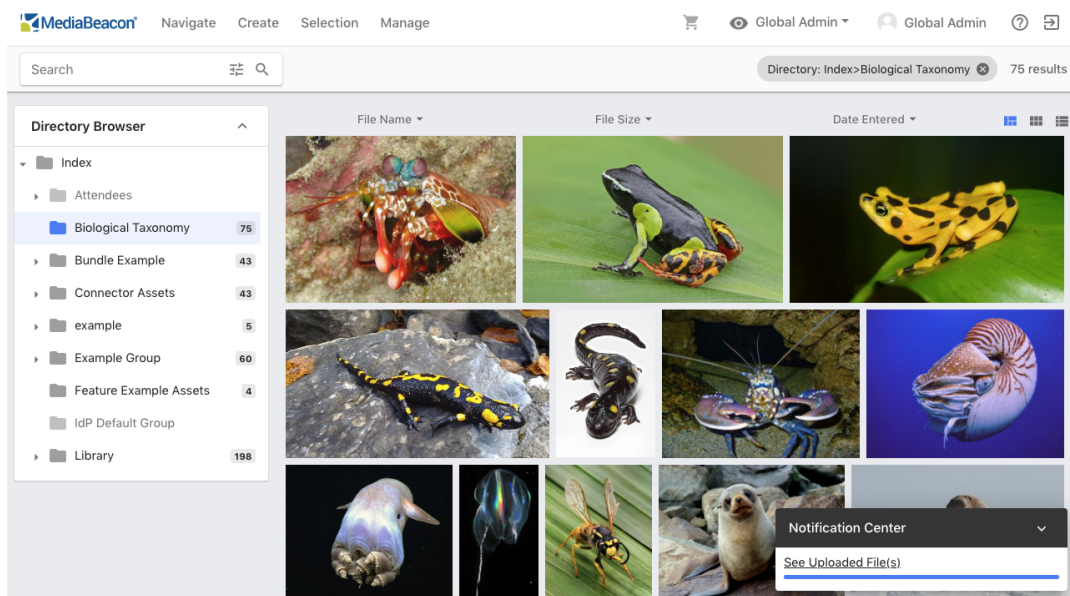 MediaBeacon® Navigate Create Selection Manage Global Admin Global Admin
Search Directory: Index>Biological Taxonomy 75 results
Directory Browser
File Name File Size Date Entered
Index
Attendees
Biological Taxonomy 75
Bundle Example 43
Connector Assets 43
example 5
Example Group 60
Feature Example Assets 4
IdP Default Group
Library 198
Notification Center
See Uploaded File(s)